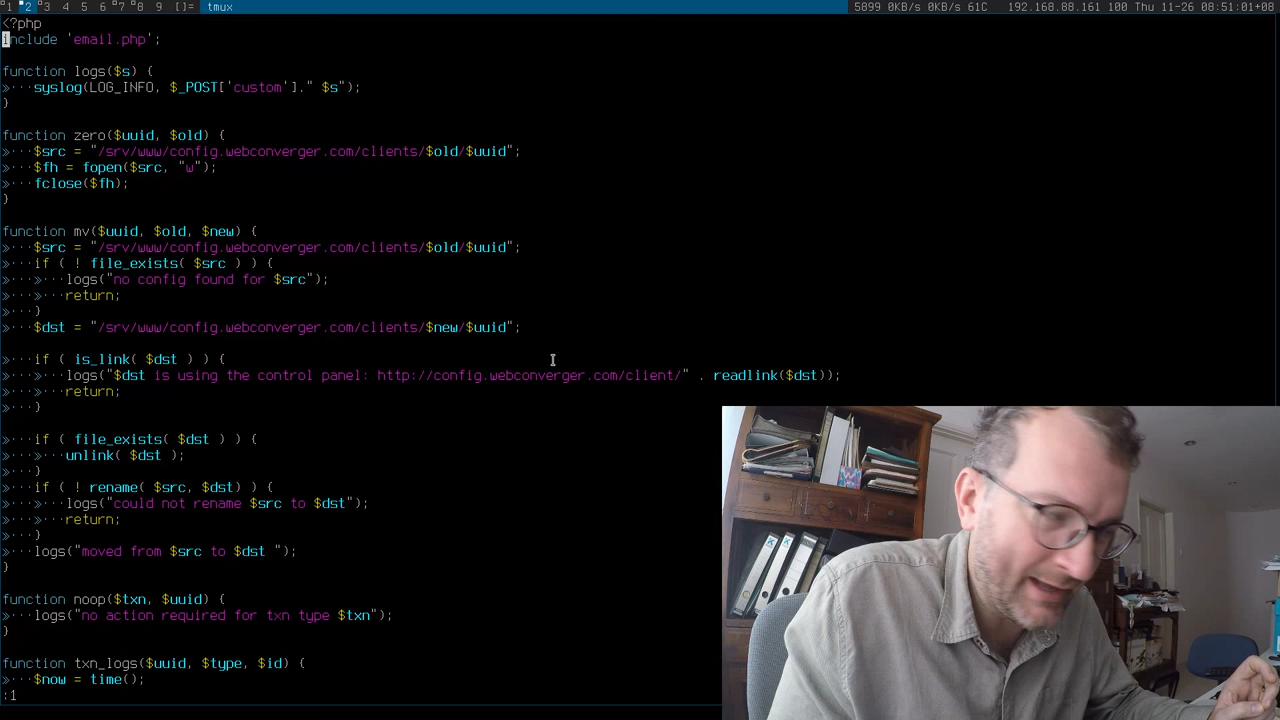 1 2 3 4 5 6 7 8 9 []= tmux 5899 0KB/s 0KB/s 61C 192.168.88.161 100 Thu 11-26 08:51:01+08
<?php
include 'email.php';
function logs($s) {
»···syslog(LOG_INFO, $_POST['custom']." $s");
}
function zero($uuid, $old) {
»···$src = "/srv/www/config.webconverger.com/clients/$old/$uuid";
»···$fh = fopen($src, "w");
»···fclose($fh);
}
function mv($uuid, $old, $new) {
»···$src = "/srv/www/config.webconverger.com/clients/$old/$uuid";
»···if ( ! file_exists( $src ) ) {
»···»···logs("no config found for $src");
»···»···return;
»···}
»···$dst = "/srv/www/config.webconverger.com/clients/$new/$uuid";
»···if ( is_link( $dst ) ) {
»···»···logs("$dst is using the control panel: http://config.webconverger.com/client/" . readlink($dst));
»···»···return;
»···}
»···if ( file_exists( $dst ) ) {
»···»···unlink( $dst );
»···}
»···if ( ! rename( $src, $dst) ) {
»···»···logs("could not rename $src to $dst");
»···»···return;
»···}
»···logs("moved from $src to $dst ");
}
function noop($txn, $uuid) {
»···logs("no action required for txn type $txn");
}
function txn_logs($uuid, $type, $id) {
»···$now = time();
:1